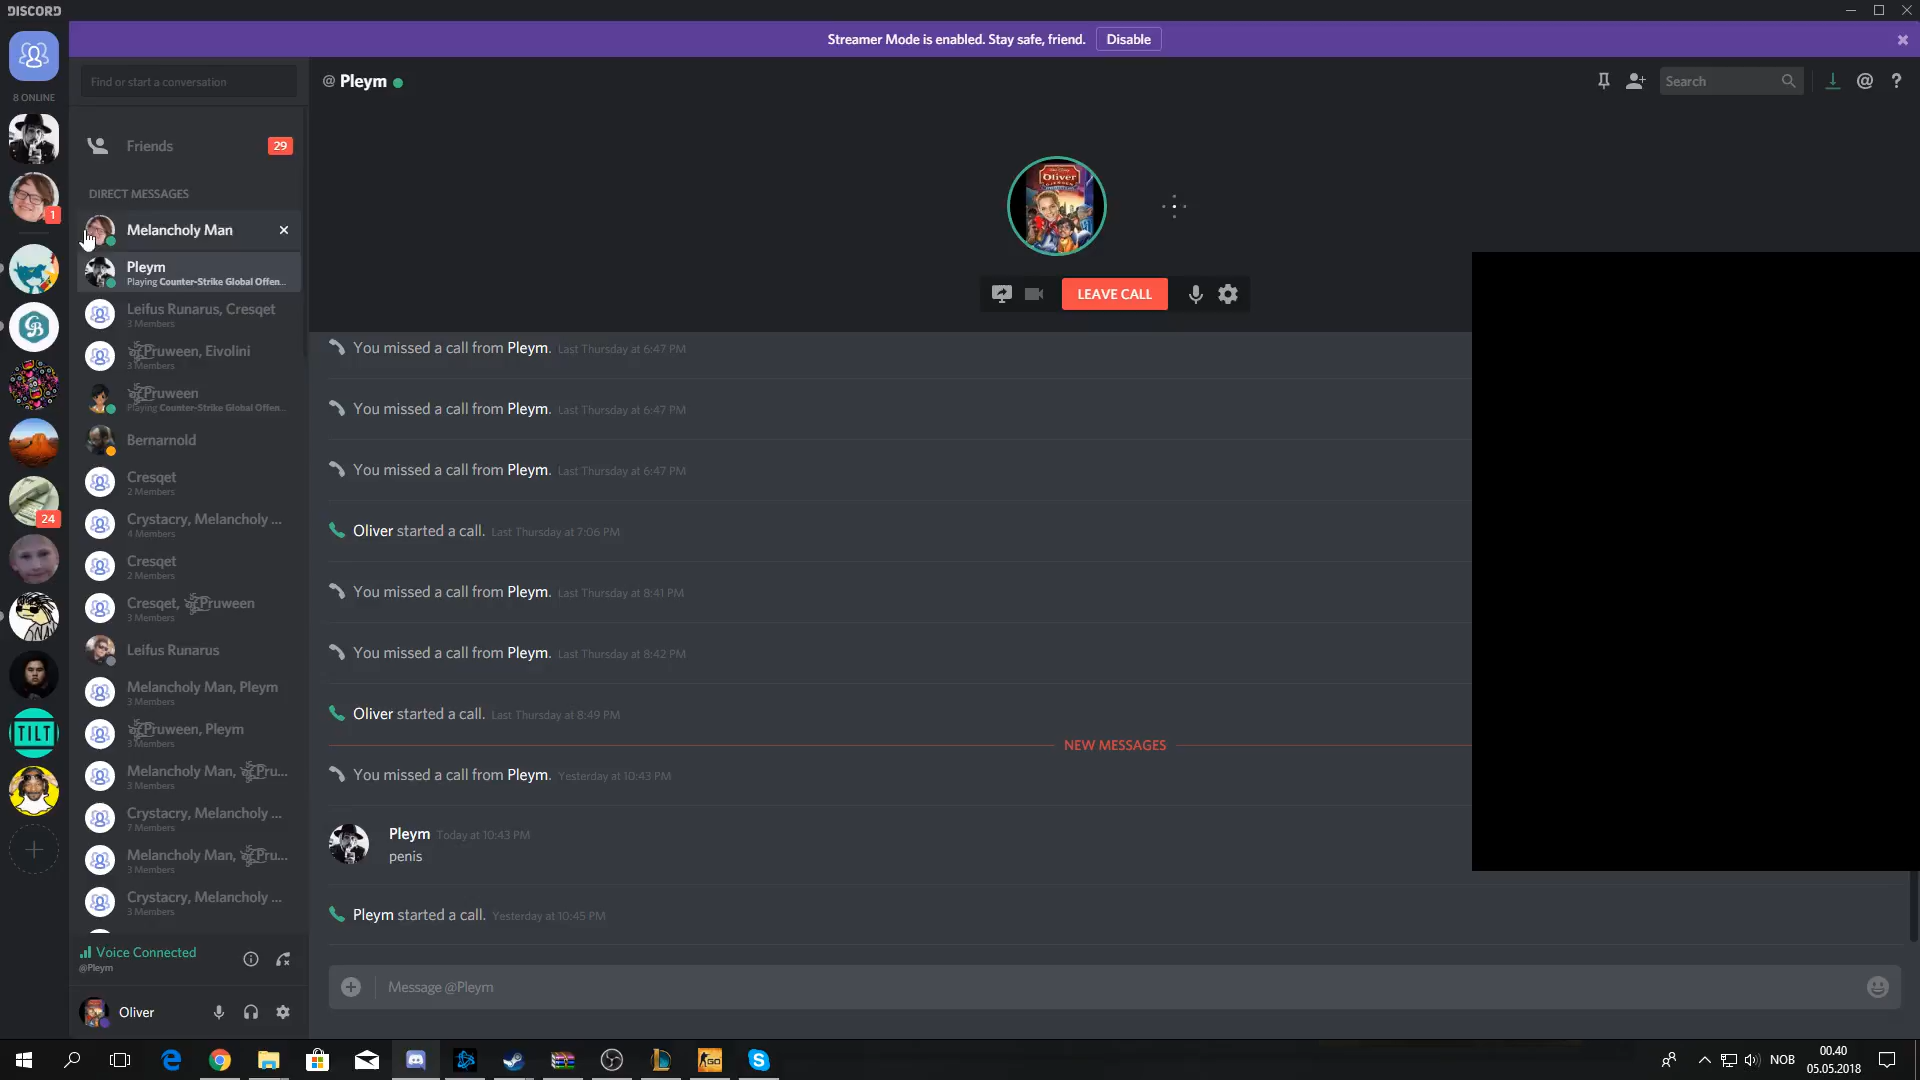 DISCORD
Streamer Mode is enabled. Stay safe, friend.
Disable
Find or start a conversation
@ Pleym
Search
8 ONLINE
Friends
29
DIRECT MESSAGES
1
Melancholy Man
Pleym
Playing Counter-Strike Global Offen...
Leifus Runarus, Cresqet
3 Members
Pruween, Eivolini
3 Members
Pruween
Playing Counter-Strike Global Offen...
Bernarnold
Cresqet
2 Members
24
Crystacry, Melancholy ...
4 Members
Cresqet
2 Members
Cresqet, Pruween
3 Members
Leifus Runarus
Melancholy Man, Pleym
3 Members
TILT
Pruween, Pleym
3 Members
Melancholy Man, Pru...
3 Members
Crystacry, Melancholy ...
7 Members
Melancholy Man, Pru...
3 Members
Crystacry, Melancholy ...
3 Members
Voice Connected
@Pleym
Oliver
Oliver
LEAVE CALL
You missed a call from Pleym. Last Thursday at 6:47 PM
You missed a call from Pleym. Last Thursday at 6:47 PM
You missed a call from Pleym. Last Thursday at 6:47 PM
Oliver started a call. Last Thursday at 7:06 PM
You missed a call from Pleym. Last Thursday at 8:41 PM
You missed a call from Pleym. Last Thursday at 8:42 PM
Oliver started a call. Last Thursday at 8:49 PM
NEW MESSAGES
You missed a call from Pleym. Yesterday at 10:43 PM
Pleym Today at 10:43 PM
penis
Pleym started a call. Yesterday at 10:45 PM
Message @Pleym
GO
NOB
00.40
05.05.2018